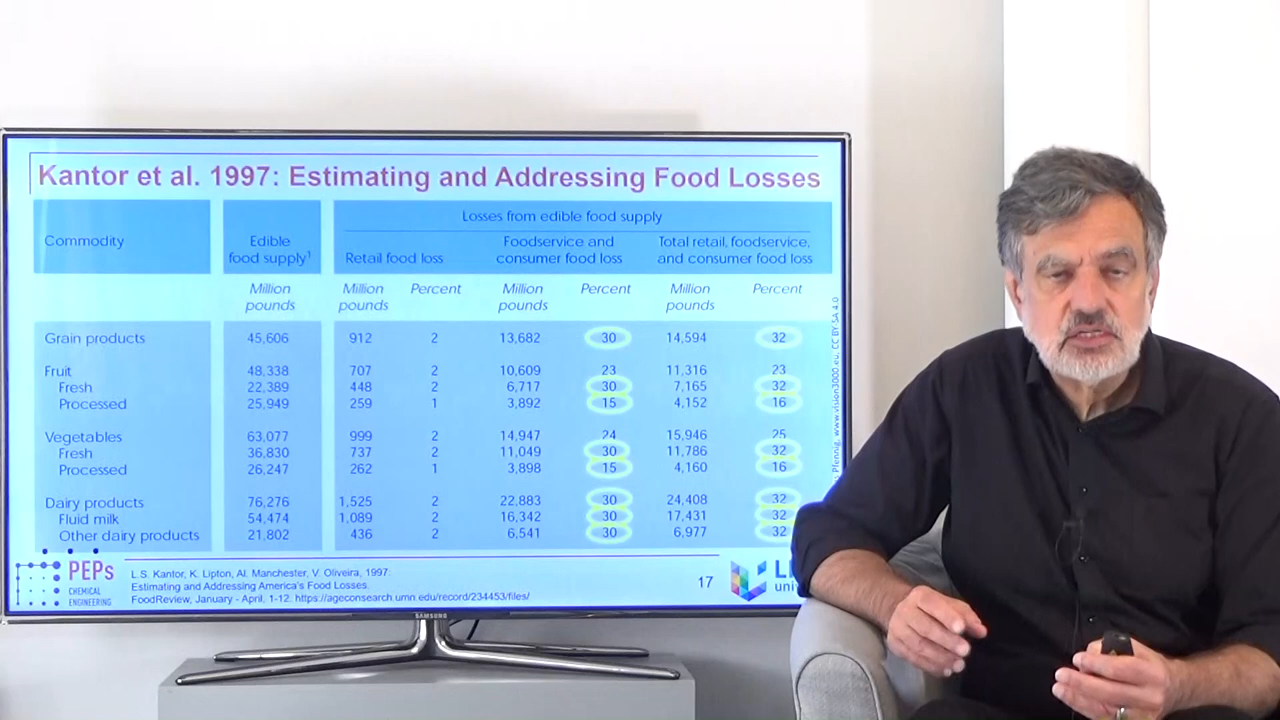 Kantor et al. 1997: Estimating and Addressing Food Losses
Losses from edible food supply
Commodity Edible food supply¹ Retail food loss Foodservice and consumer food loss Total retail, foodservice, and consumer food loss
Million pounds Million pounds Percent Million pounds Percent Million pounds Percent
Grain products 45,606 912 2 13,682 30 14,594 32
Fruit 48,338 707 2 10,609 23 11,316 23
Fresh 22,389 448 2 6,717 30 7,165 32
Processed 25,949 259 1 3,892 15 4,152 16
Vegetables 63,077 999 2 14,947 24 15,946 25
Fresh 36,830 737 2 11,049 30 11,786 32
Processed 26,247 262 1 3,898 15 4,160 16
Dairy products 76,276 1,525 2 22,883 30 24,408 32
Fluid milk 54,474 1,089 2 16,342 30 17,431 32
Other dairy products 21,802 436 2 6,541 30 6,977 32
Pfennig, www.vision3000.eu, CC BY SA 4.0
PEPs
CHEMICAL
ENGINEERING
L.S. Kantor, K. Lipton, Al. Manchester, V. Oliveira, 1997:
Estimating and Addressing America's Food Losses.
FoodReview, January - April, 1-12. https://ageconsearch.umn.edu/record/234453/files/
17
SAMSUNG